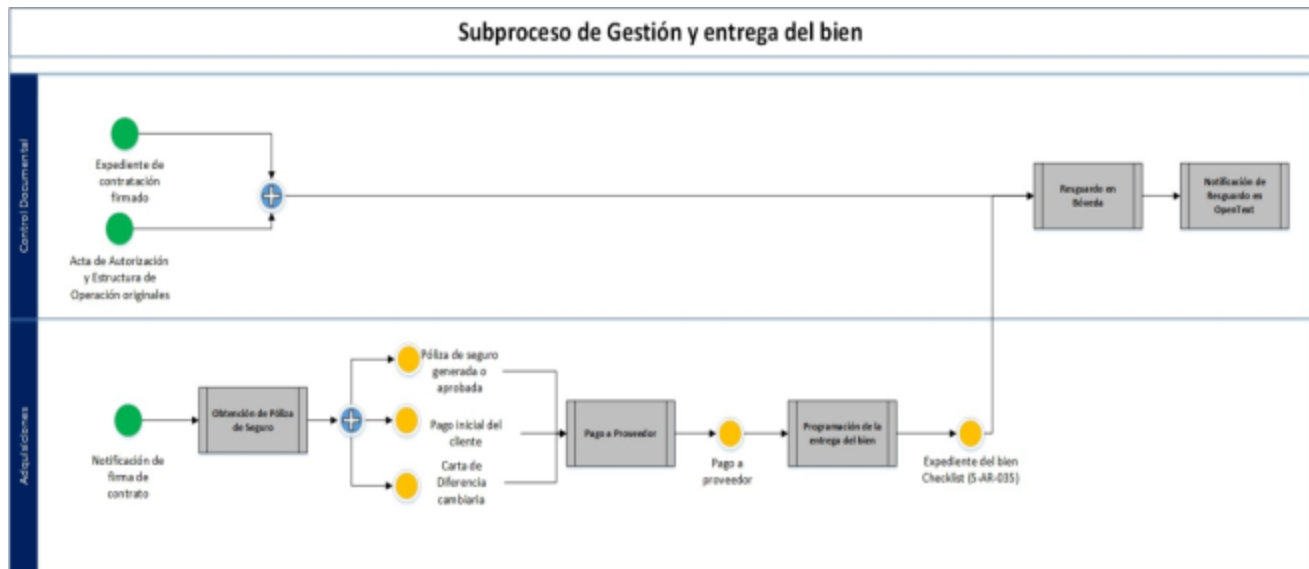 Subproceso de Gestión y entrega del bien
Control Documental
Expediente de
contratación
firmado
Acta de Autorización
y Estructura de
Operación originales
Resguardo en
Bóveda
Notificación de
Resguardo en
OpenText
Adquisiciones
Notificación de
firma de
contrato
Obtención de Póliza
de Seguro
Póliza de seguro
generada o
aprobada
Pago inicial del
cliente
Carta de
Diferencia
cambiaria
Pago a Proveedor
Pago a
proveedor
Programación de la
entrega del bien
Expediente del bien
Checklist (S-AR-035)